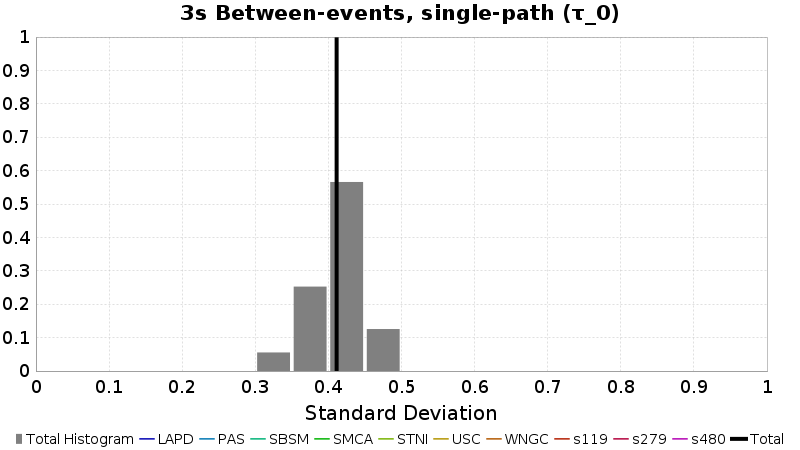 3s Between-events, single-path (τ_0)
1
0.9
0.8
0.7
0.6
0.5
0.4
0.3
0.2
0.1
0
0 0.1 0.2 0.3 0.4 0.5 0.6 0.7 0.8 0.9 1
Standard Deviation
Total Histogram LAPD PAS SBSM SMCA STNI USC WNGC s119 s279 s480 Total